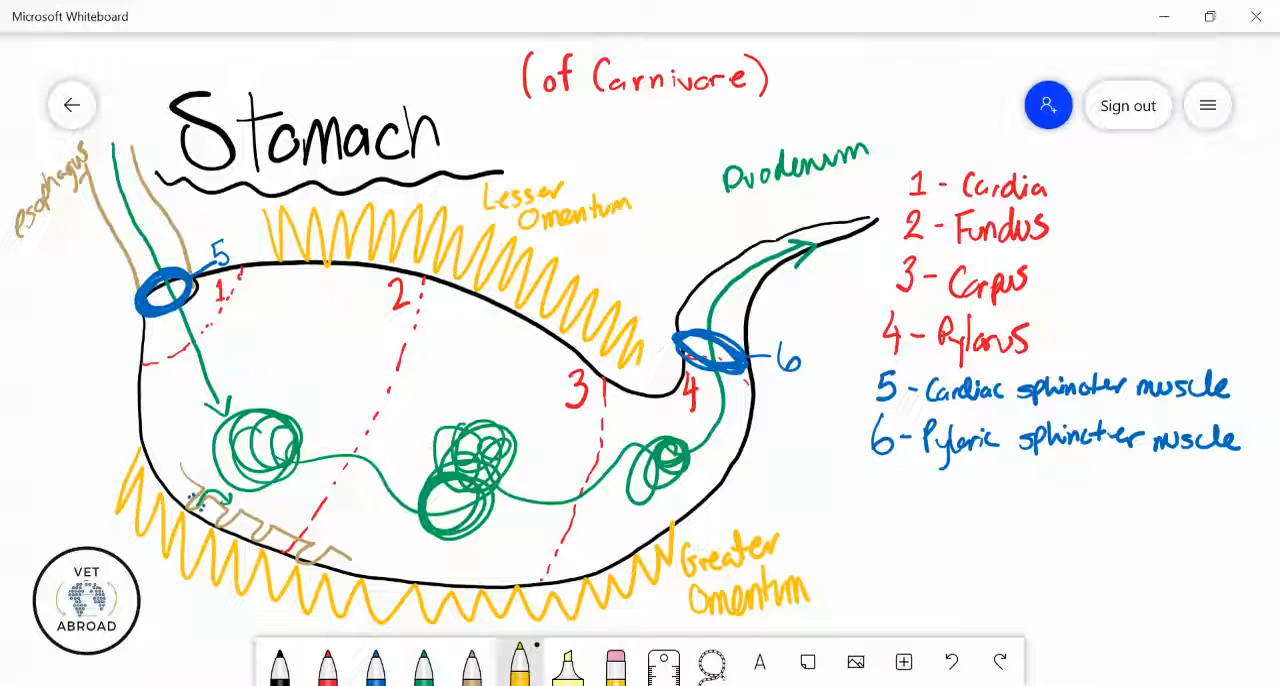 Microsoft Whiteboard
(of Carnivore)
Stomach
Sign out
esophagus
Lesser
Omentum
Duodenum
1 - Cardia
2 - Fundus
3 - Corpus
4 - Pylorus
5 - Cardiac sphincter muscle
6 - Pyloric sphincter muscle
5
1
2
3
4
6
Greater
Omentum
VET
ABROAD
A